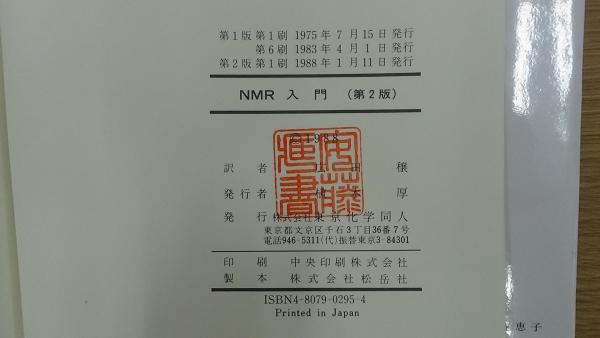 第1版第1刷 1975年 7月15日発行
第6刷 1983年 4月 1日発行
第2版第1刷 1988年 1月11日発行
NMR 入 門 (第2版)
© 1988
訳 者 田 穣
発行者 厚
発 行 株式会社東京化学同人
東京都文京区千石3丁目36番7号
電話946-5311(代)振替東京3-84301
印 刷 中央印刷株式会社
製 本 株式会社松岳社
ISBN4-8079-0295-4
Printed in Japan
恵子